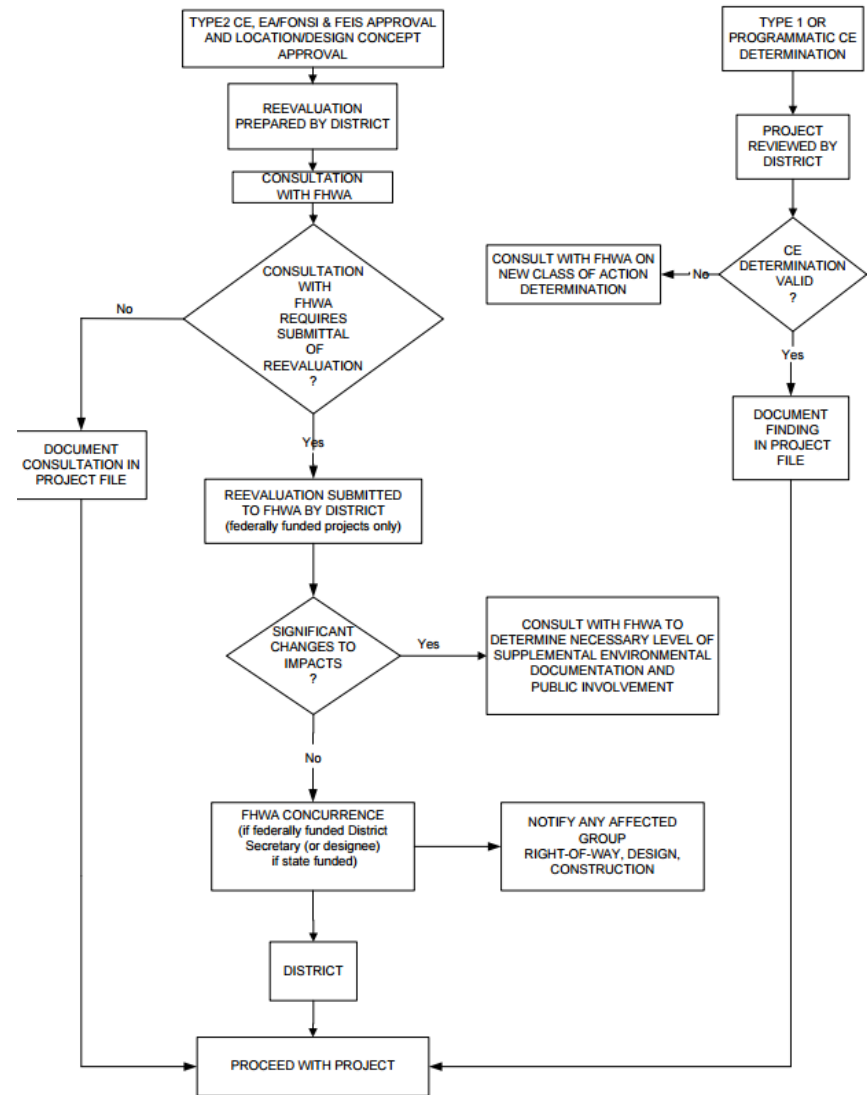 TYPE2 CE, EA/FONSI & FEIS APPROVAL
AND LOCATION/DESIGN CONCEPT
APPROVAL
TYPE 1 OR
PROGRAMMATIC CE
DETERMINATION
REEVALUATION
PREPARED BY DISTRICT
PROJECT
REVIEWED BY
DISTRICT
CONSULTATION
WITH FHWA
CONSULTATION
WITH
FHWA
REQUIRES
SUBMITTAL
OF
REEVALUATION
?
No
CONSULT WITH FHWA ON
NEW CLASS OF ACTION
DETERMINATION
No
CE
DETERMINATION
VALID
?
Yes
DOCUMENT
CONSULTATION IN
PROJECT FILE
Yes
DOCUMENT
FINDING
IN PROJECT
FILE
REEVALUATION SUBMITTED
TO FHWA BY DISTRICT
(federally funded projects only)
SIGNIFICANT
CHANGES TO
IMPACTS
?
Yes
CONSULT WITH FHWA TO
DETERMINE NECESSARY LEVEL OF
SUPPLEMENTAL ENVIRONMENTAL
DOCUMENTATION AND
PUBLIC INVOLVEMENT
No
FHWA CONCURRENCE
(if federally funded District
Secretary (or designee)
if state funded)
NOTIFY ANY AFFECTED
GROUP
RIGHT-OF-WAY, DESIGN,
CONSTRUCTION
DISTRICT
PROCEED WITH PROJECT